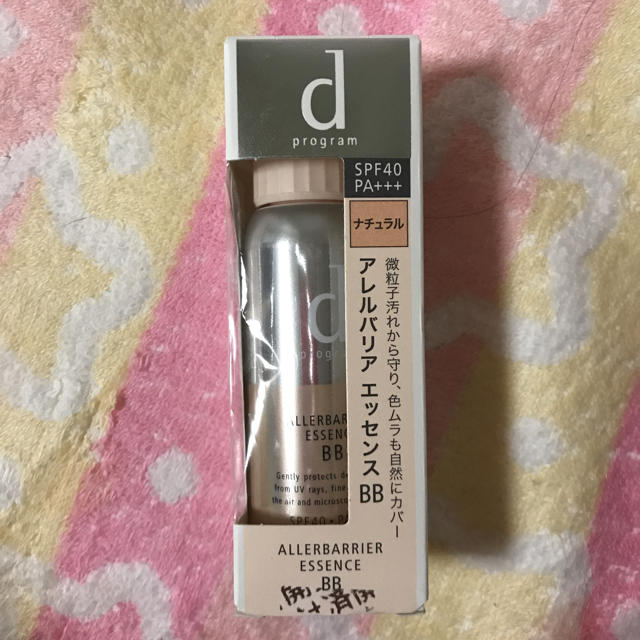 d
program
SPF40
PA+++
ナチュラル
微粒子汚れから守り、色ムラも自然にカバー
アレルバリア エッセンス BB
d
program
ALLERBARRIER
ESSENCE
BB
Gently protects
from UV rays, fine
the air and
SPF40・
ALLERBARRIER
ESSENCE
BB